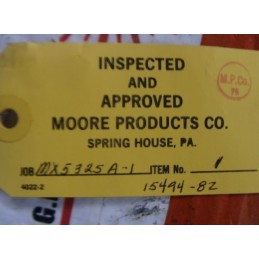 INSPECTED
AND
APPROVED
MOORE PRODUCTS CO.
SPRING HOUSE, PA.
M.P.Co.
JOB MX5325A-1 ITEM No. 1
4022-2
15494-82